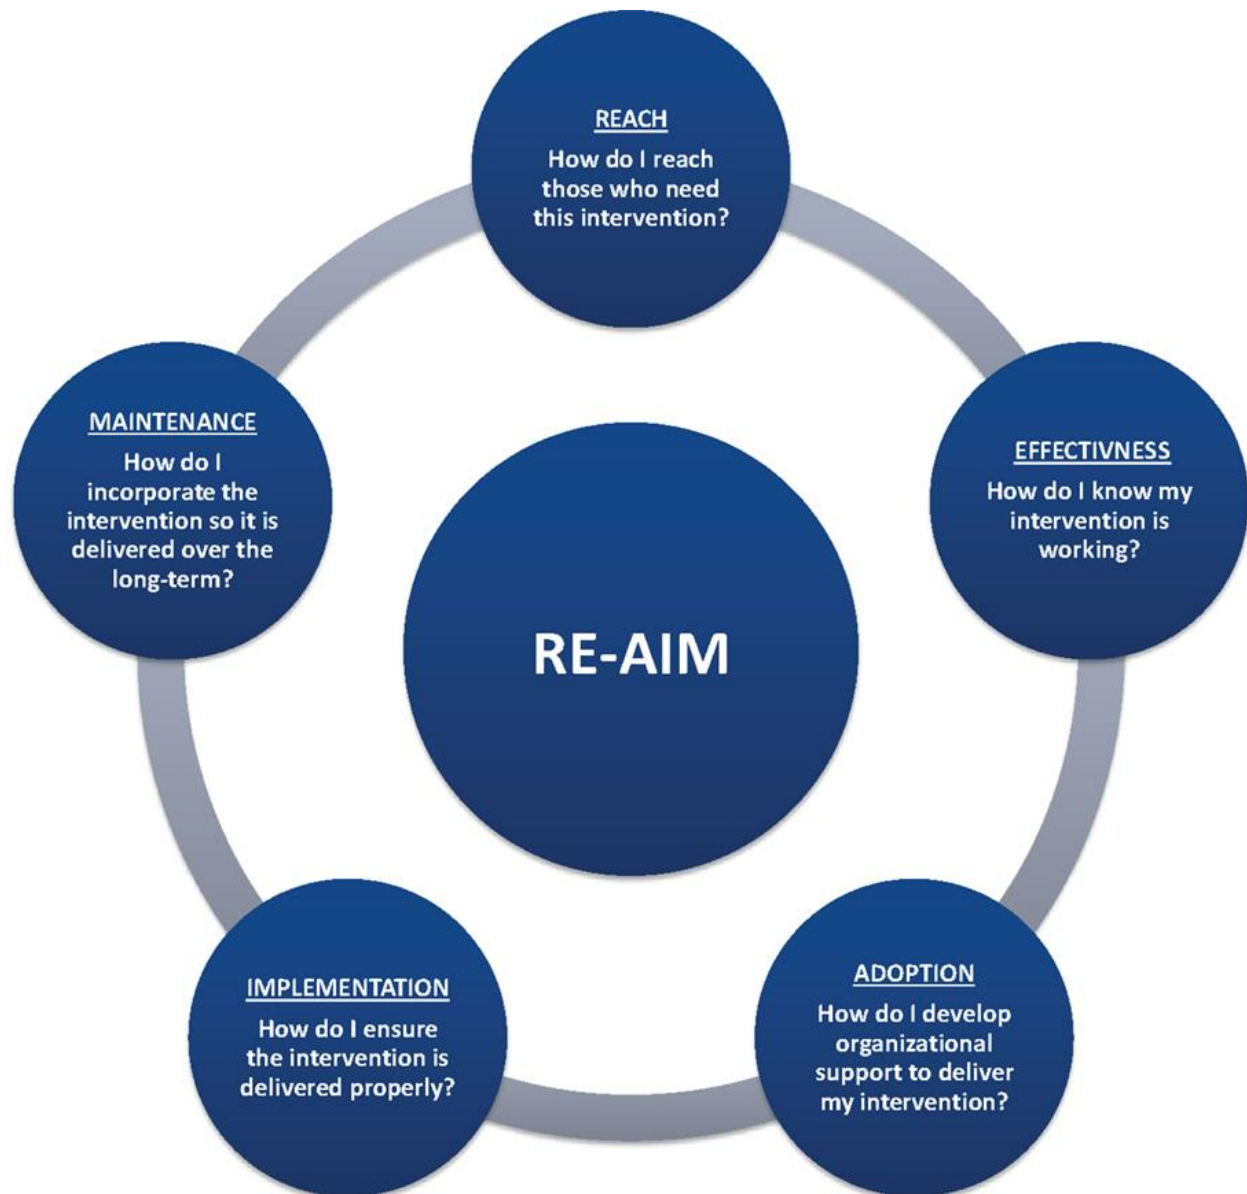 REACH
How do I reach
those who need
this intervention?
EFFECTIVNESS
How do I know my
intervention is
working?
ADOPTION
How do I develop
organizational
support to deliver
my intervention?
IMPLEMENTATION
How do I ensure
the intervention is
delivered properly?
MAINTENANCE
How do I
incorporate the
intervention so it is
delivered over the
long-term?
RE-AIM